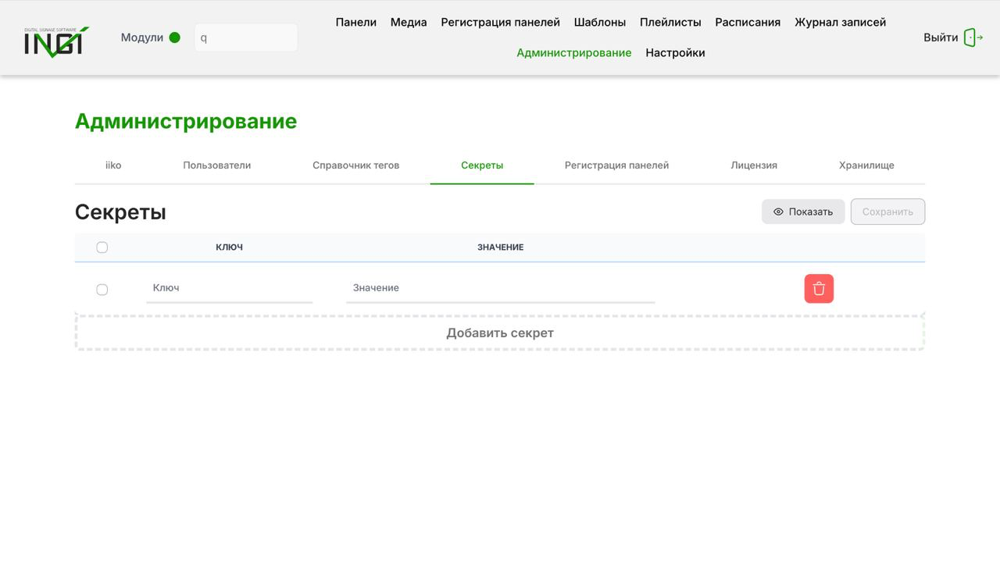 DIGITAL SIGNAGE SOFTWARE
INGI
Модули
q
Панели Медиа Регистрация панелей Шаблоны Плейлисты Расписания Журнал записей
Администрирование Настройки
Выйти
Администрирование
iiko Пользователи Справочник тегов Секреты Регистрация панелей Лицензия Хранилище
Секреты
Показать Сохранить
КЛЮЧ ЗНАЧЕНИЕ
Ключ Значение
Добавить секрет